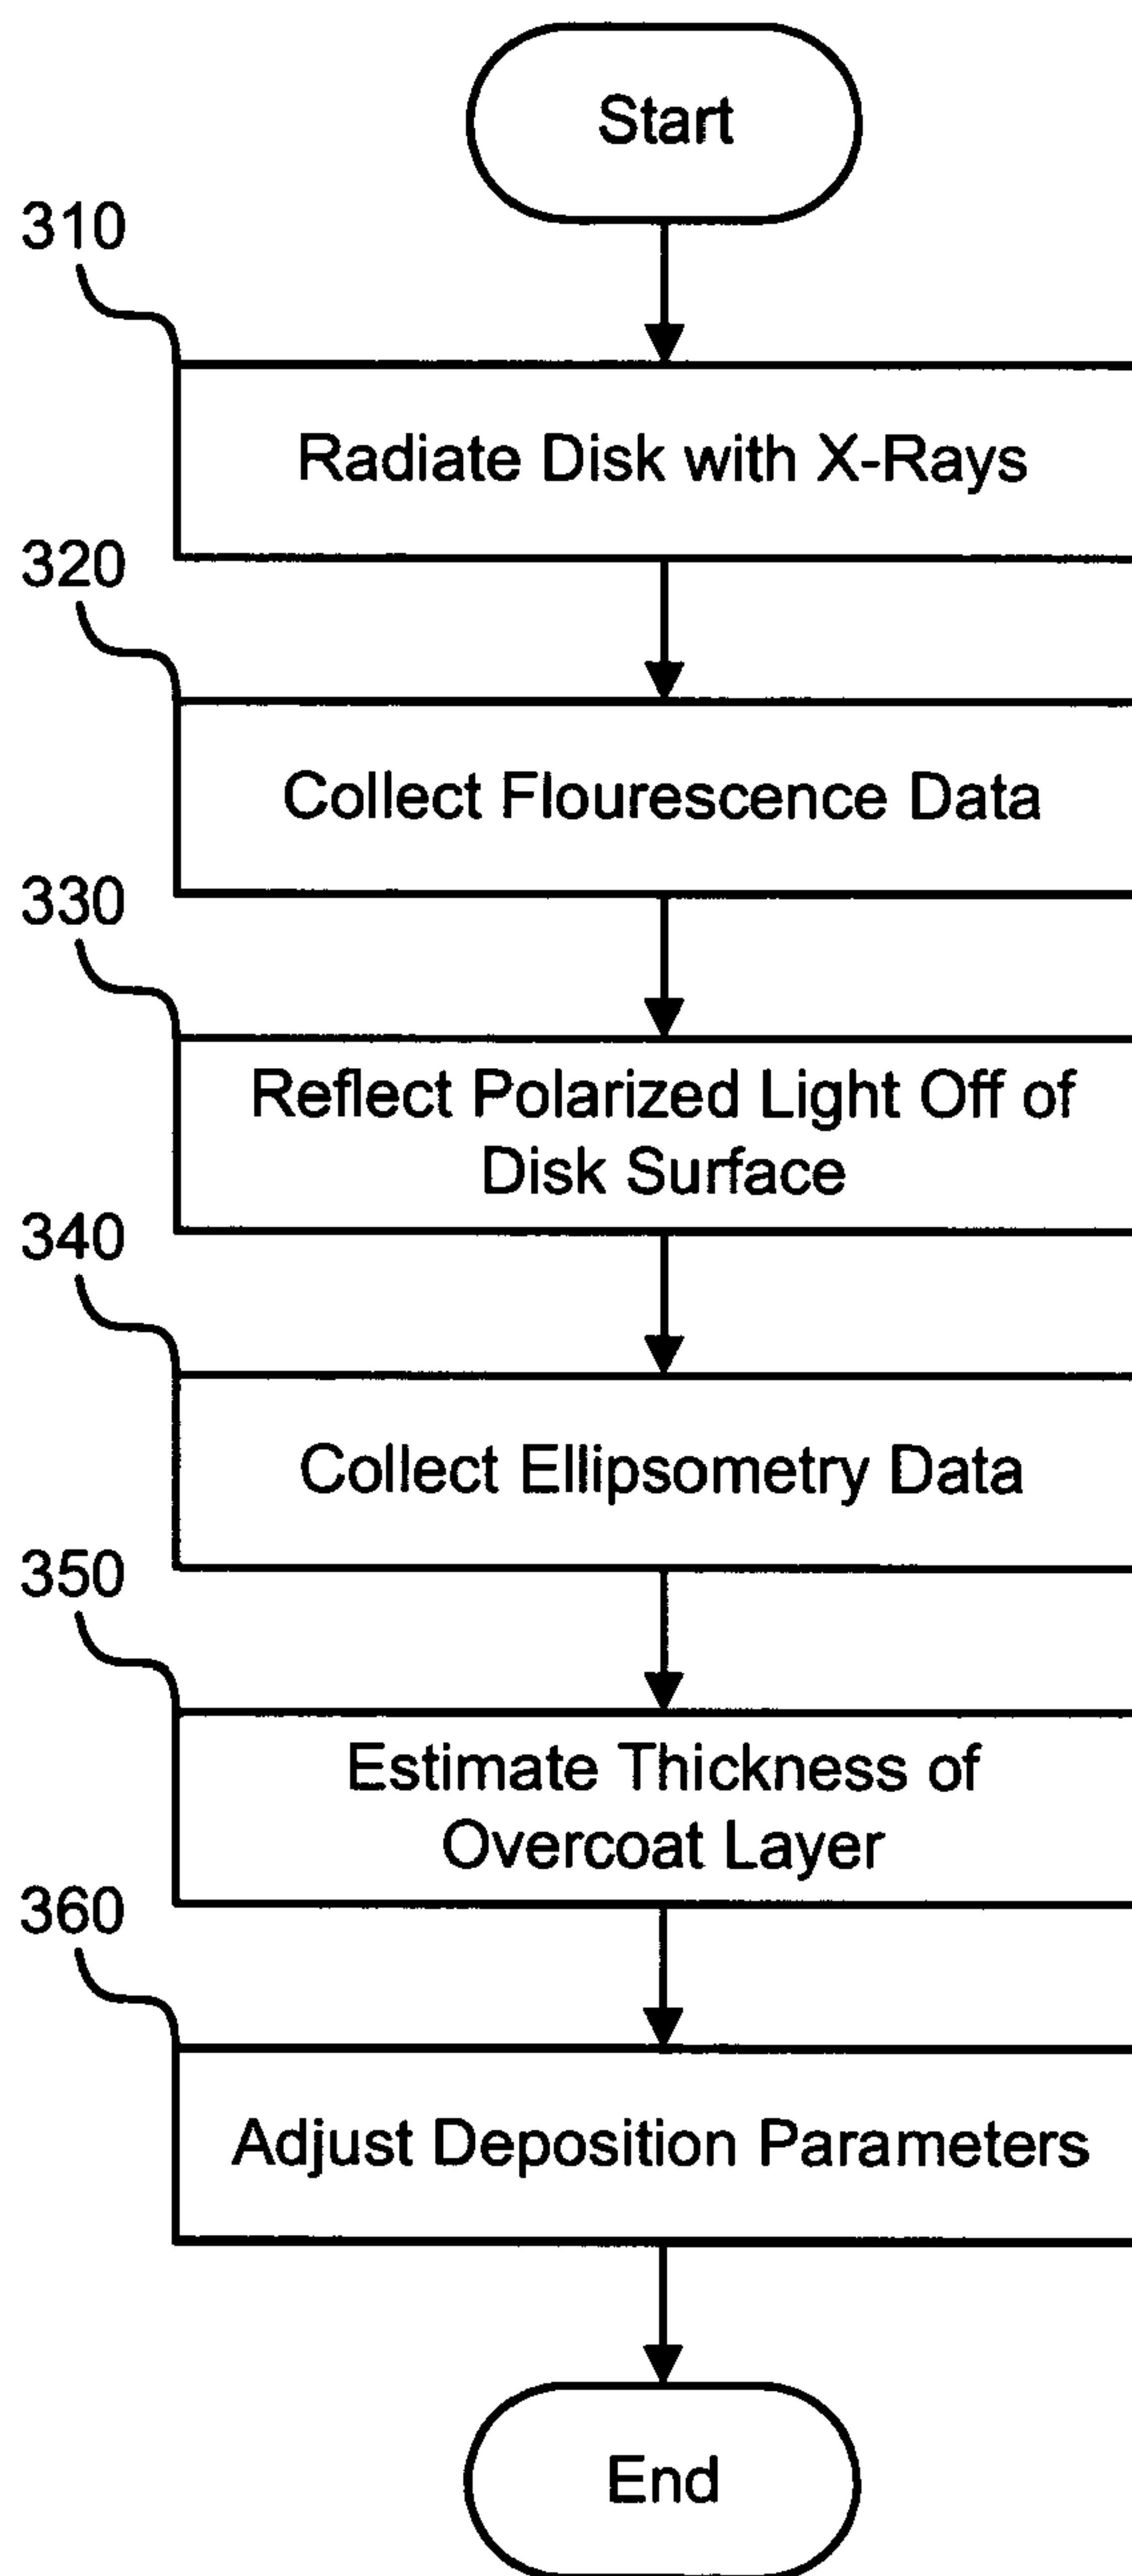 Start
310
Radiate Disk with X-Rays
320
Collect Flourescence Data
330
Reflect Polarized Light Off of
Disk Surface
340
Collect Ellipsometry Data
350
Estimate Thickness of
Overcoat Layer
360
Adjust Deposition Parameters
End